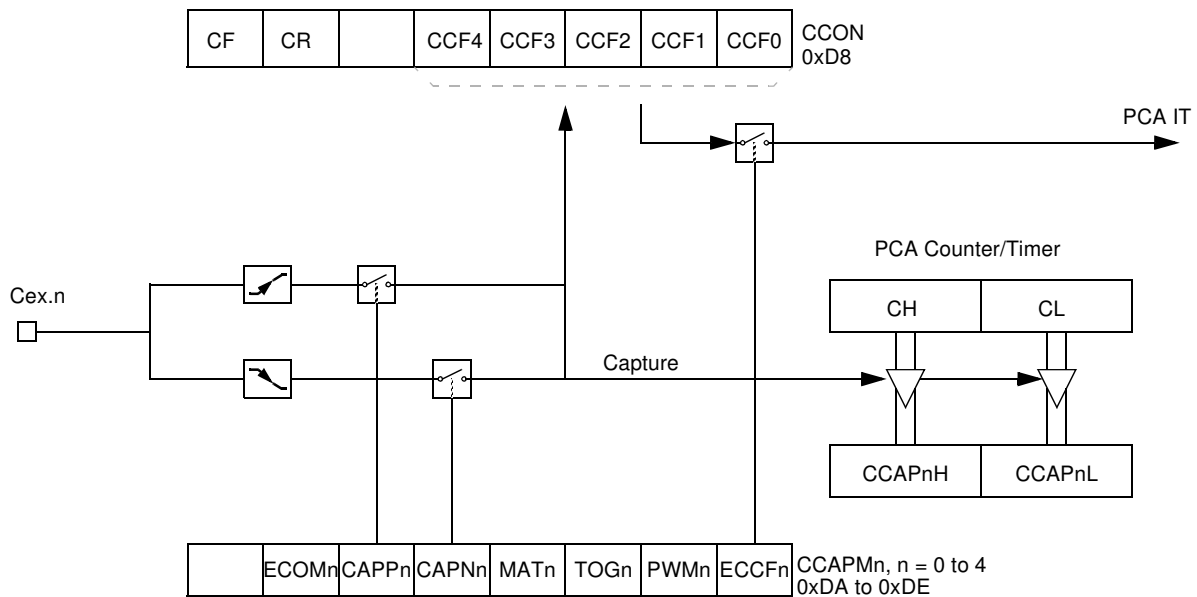 CF CR CCF4 CCF3 CCF2 CCF1 CCF0 CCON
0xD8
PCA IT
PCA Counter/Timer
Cex.n
CH CL
Capture
CCAPnH CCAPnL
ECOMn CAPPn CAPNn MATn TOGn PWMn ECCFn CCAPMn, n = 0 to 4
0xDA to 0xDE